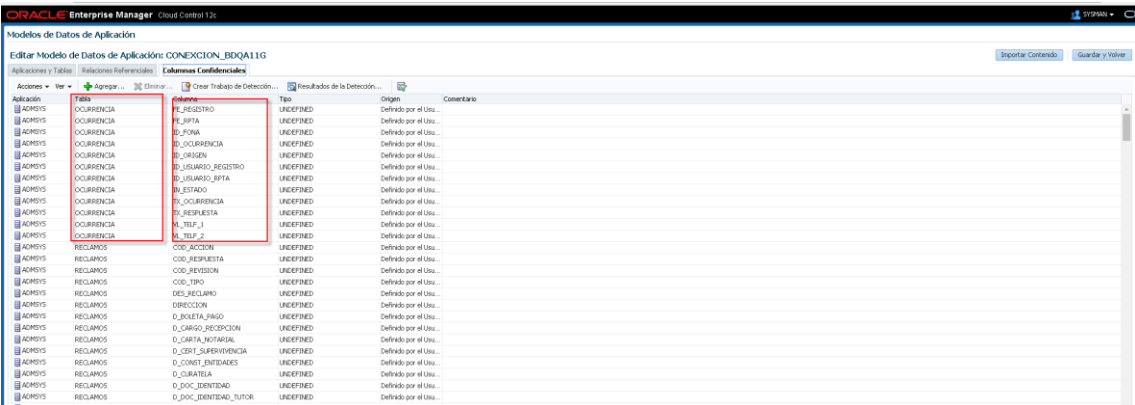 ORACLE Enterprise Manager Cloud Control 12c SYSMAN
Modelos de Datos de Aplicación
Editar Modelo de Datos de Aplicación: CONEXCION_BDQA11G Importar Contenido Guardar y Volver
Aplicaciones y Tablas Relaciones Referenciales Columnas Confidenciales
Acciones Ver Agregar... Eliminar... Crear Trabajo de Detección... Resultados de la Detección...
Aplicación Tabla Columna Tipo Origen Comentario
ADMSYS OCURRENCIA FE_REGISTRO UNDEFINED Definido por el Usu...
ADMSYS OCURRENCIA FE_RPTA UNDEFINED Definido por el Usu...
ADMSYS OCURRENCIA ID_FONA UNDEFINED Definido por el Usu...
ADMSYS OCURRENCIA ID_OCURRENCIA UNDEFINED Definido por el Usu...
ADMSYS OCURRENCIA ID_ORIGEN UNDEFINED Definido por el Usu...
ADMSYS OCURRENCIA ID_USUARIO_REGISTRO UNDEFINED Definido por el Usu...
ADMSYS OCURRENCIA ID_USUARIO_RPTA UNDEFINED Definido por el Usu...
ADMSYS OCURRENCIA IN_ESTADO UNDEFINED Definido por el Usu...
ADMSYS OCURRENCIA TX_OCURRENCIA UNDEFINED Definido por el Usu...
ADMSYS OCURRENCIA TX_RESPUESTA UNDEFINED Definido por el Usu...
ADMSYS OCURRENCIA VL_TELF_1 UNDEFINED Definido por el Usu...
ADMSYS OCURRENCIA VL_TELF_2 UNDEFINED Definido por el Usu...
ADMSYS RECLAMOS COD_ACCION UNDEFINED Definido por el Usu...
ADMSYS RECLAMOS COD_RESPUESTA UNDEFINED Definido por el Usu...
ADMSYS RECLAMOS COD_REVISION UNDEFINED Definido por el Usu...
ADMSYS RECLAMOS COD_TIPO UNDEFINED Definido por el Usu...
ADMSYS RECLAMOS DES_RECLAMO UNDEFINED Definido por el Usu...
ADMSYS RECLAMOS DIRECCION UNDEFINED Definido por el Usu...
ADMSYS RECLAMOS D_BOLETA_PAGO UNDEFINED Definido por el Usu...
ADMSYS RECLAMOS D_CARGO_RECEPCION UNDEFINED Definido por el Usu...
ADMSYS RECLAMOS D_CARTA_NOTARIAL UNDEFINED Definido por el Usu...
ADMSYS RECLAMOS D_CERT_SUPERVIVENCIA UNDEFINED Definido por el Usu...
ADMSYS RECLAMOS D_CONST_ENTIDADES UNDEFINED Definido por el Usu...
ADMSYS RECLAMOS D_CURATELA UNDEFINED Definido por el Usu...
ADMSYS RECLAMOS D_DOC_IDENTIDAD UNDEFINED Definido por el Usu...
ADMSYS RECLAMOS D_DOC_IDENTIDAD_TUTOR UNDEFINED Definido por el Usu...